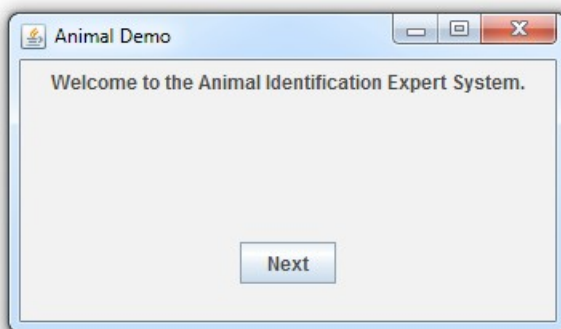 Animal Demo
Welcome to the Animal Identification Expert System.
Next